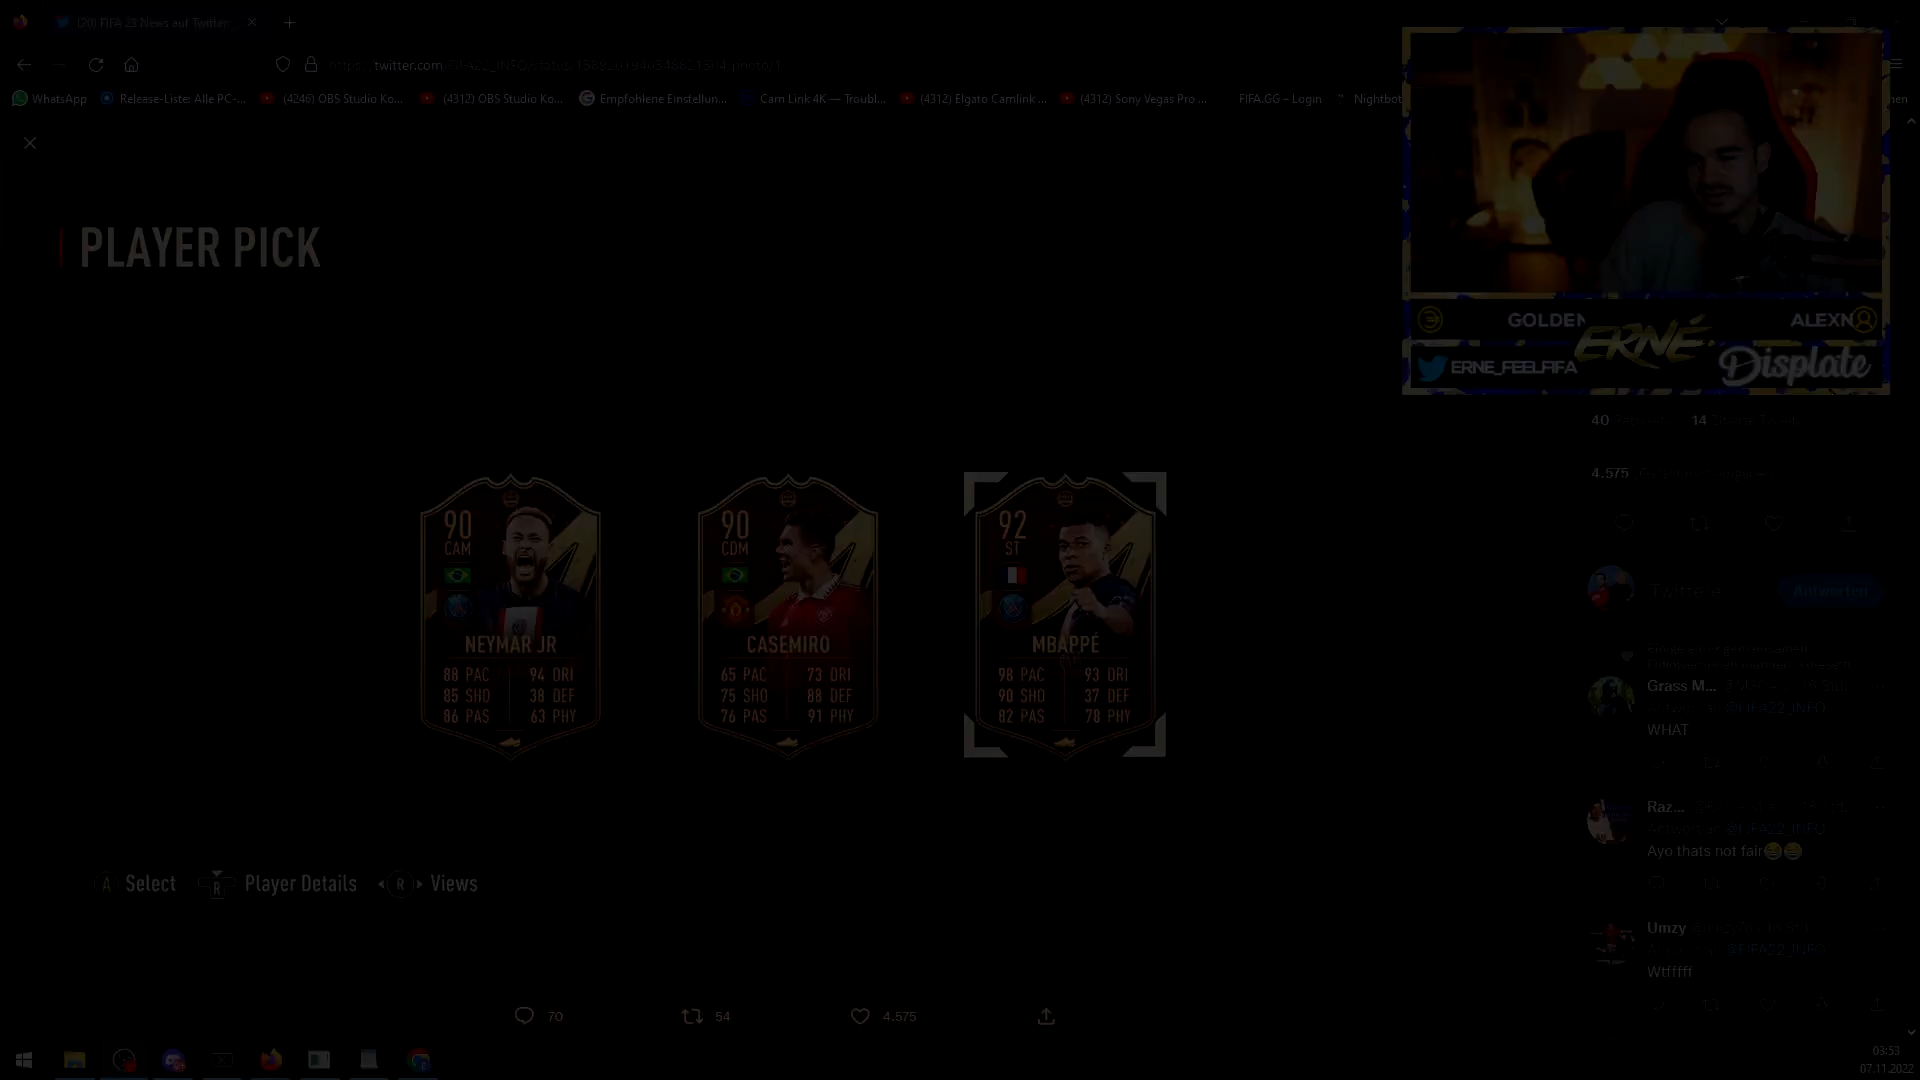 (20) FIFA 23 News auf Twitter
WhatsApp
Release-Liste: Alle PC-...
(4246) OBS Studio Ko...
(4312) OBS Studio Ko...
Empfohlene Einstellun...
Cam Link 4K — Troubl...
(4312) Elgato Camlink ...
(4312) Sony Vegas Pro ...
FIFA.GG – Login
Nightbot
PLAYER PICK
GOLDEN
ERNÉ
ALEXN
ERNE_FEELFIFA
Displate
40
14
4.575
90
CAM
NEYMAR JR
88 PAC 94 DRI
85 SHO 38 DEF
86 PAS 63 PHY
90
CDM
CASEMIRO
65 PAC 73 DRI
75 SHO 88 DEF
76 PAS 91 PHY
92
ST
MBAPPÉ
98 PAC 93 DRI
90 SHO 37 DEF
82 PAS 78 PHY
Antworten
Grass M...
@FIFA22_INFO
WHAT
Raz...
@FIFA22_INFO
Ayo thats not fair😂😂
Umzy
@FIFA22_INFO
Wtfffff
A Select R Player Details R Views
70 54 4.575
03:53
07.11.2022